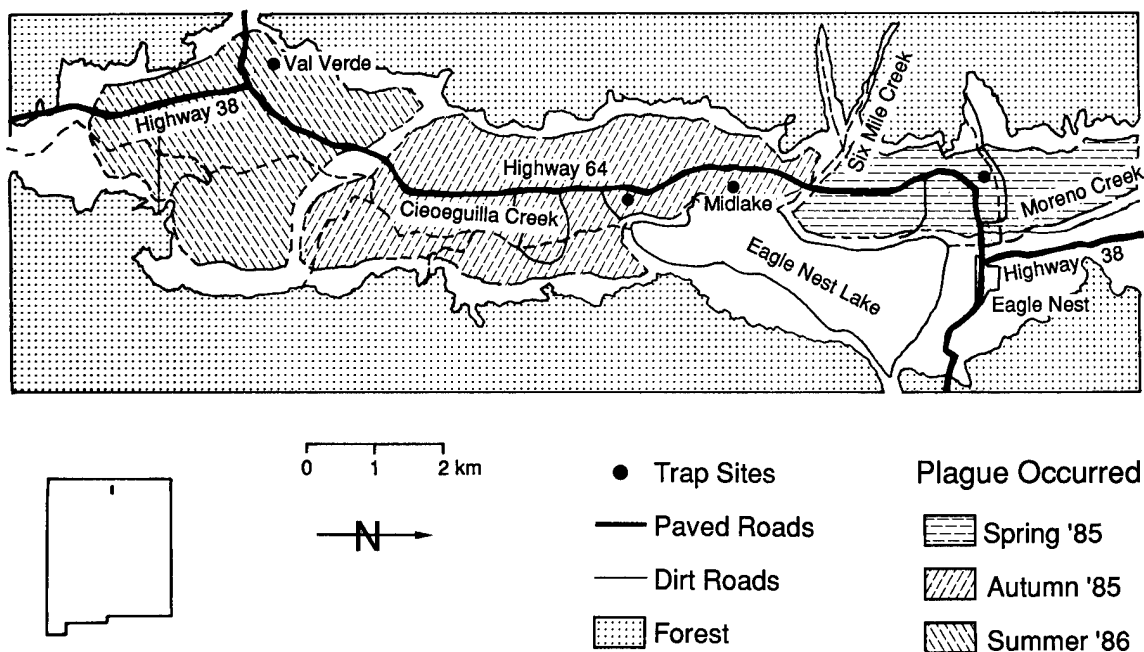 Val Verde
Highway 38
Highway 64
Cieoeguilla Creek
Midlake
Six Mile Creek
Moreno Creek
Eagle Nest Lake
Highway 38
Eagle Nest
0 1 2 km
N
Trap Sites
Paved Roads
Dirt Roads
Forest
Plague Occurred
Spring '85
Autumn '85
Summer '86